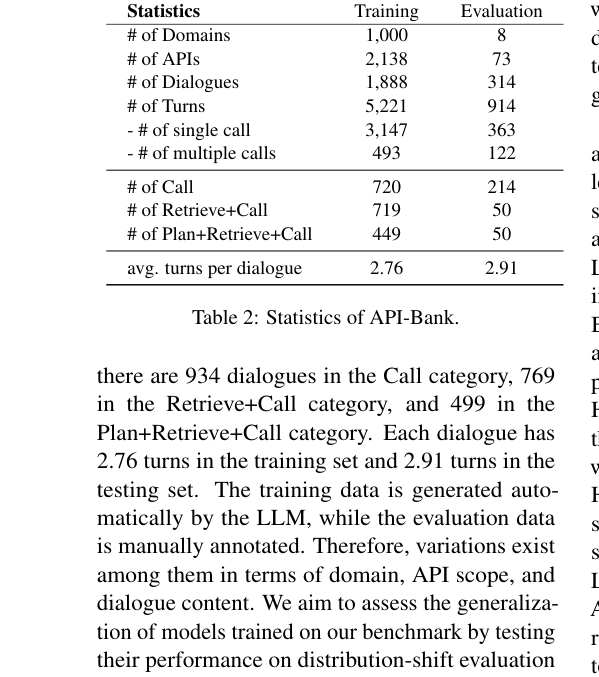 Statistics Training Evaluation
# of Domains 1,000 8
# of APIs 2,138 73
# of Dialogues 1,888 314
# of Turns 5,221 914
- # of single call 3,147 363
- # of multiple calls 493 122
# of Call 720 214
# of Retrieve+Call 719 50
# of Plan+Retrieve+Call 449 50
avg. turns per dialogue 2.76 2.91
Table 2: Statistics of API-Bank.
there are 934 dialogues in the Call category, 769
in the Retrieve+Call category, and 499 in the
Plan+Retrieve+Call category. Each dialogue has
2.76 turns in the training set and 2.91 turns in the
testing set. The training data is generated auto-
matically by the LLM, while the evaluation data
is manually annotated. Therefore, variations exist
among them in terms of domain, API scope, and
dialogue content. We aim to assess the generaliza-
tion of models trained on our benchmark by testing
their performance on distribution-shift evaluation